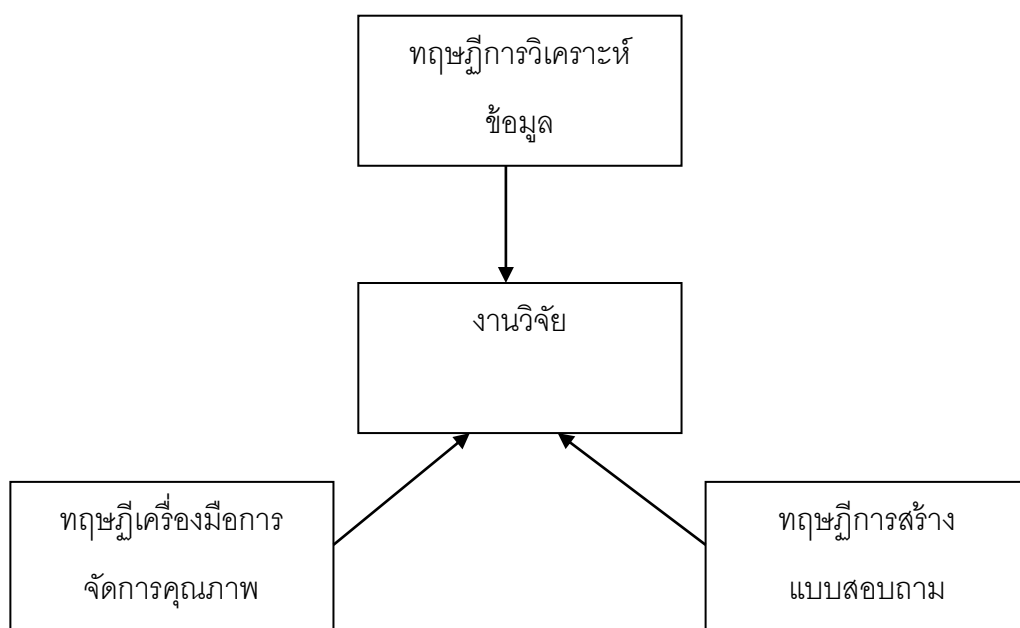 ทฤษฏีการวิเคราะห์
ข้อมูล
งานวิจัย
ทฤษฏีเครื่องมือการ
จัดการคุณภาพ
ทฤษฏีการสร้าง
แบบสอบถาม